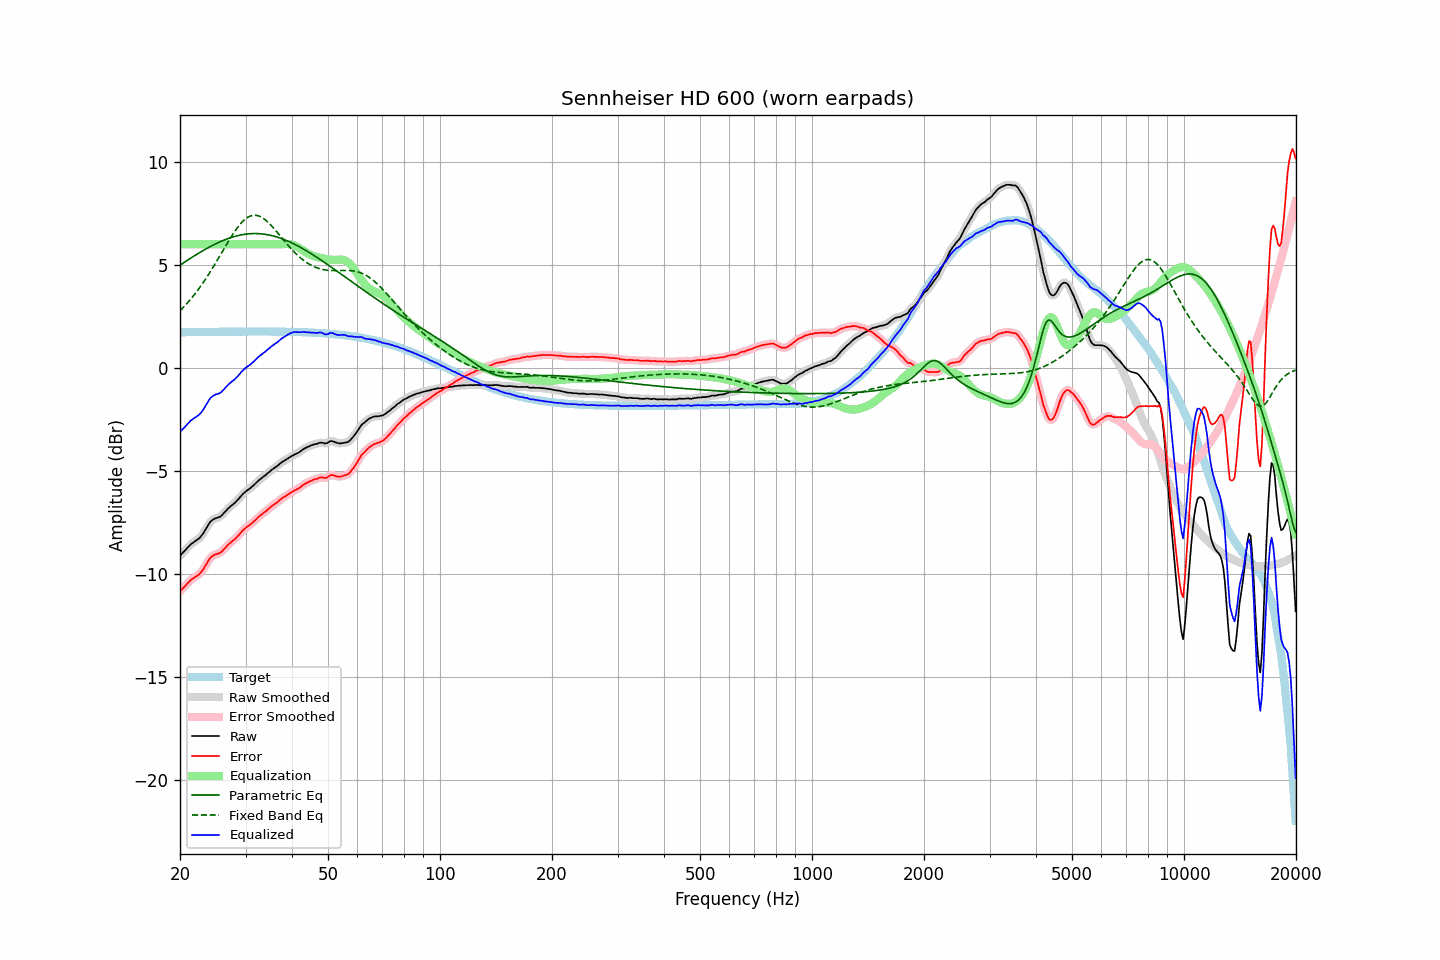 Sennheiser HD 600 (worn earpads)
Amplitude (dBr)
10
5
0
−5
−10
−15
−20
Target
Raw Smoothed
Error Smoothed
Raw
Error
Equalization
Parametric Eq
Fixed Band Eq
Equalized
20 50 100 200 500 1000 2000 5000 10000 20000
Frequency (Hz)